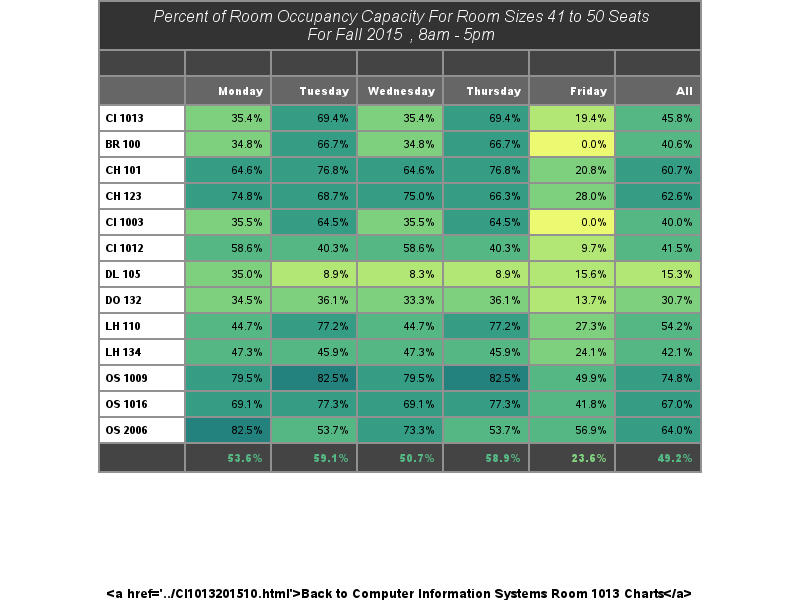 Percent of Room Occupancy Capacity For Room Sizes 41 to 50 Seats
For Fall 2015 , 8am - 5pm
Monday Tuesday Wednesday Thursday Friday All
CI 1013 35.4% 69.4% 35.4% 69.4% 19.4% 45.8%
BR 100 34.8% 66.7% 34.8% 66.7% 0.0% 40.6%
CH 101 64.6% 76.8% 64.6% 76.8% 20.8% 60.7%
CH 123 74.8% 68.7% 75.0% 66.3% 28.0% 62.6%
CI 1003 35.5% 64.5% 35.5% 64.5% 0.0% 40.0%
CI 1012 58.6% 40.3% 58.6% 40.3% 9.7% 41.5%
DL 105 35.0% 8.9% 8.3% 8.9% 15.6% 15.3%
DO 132 34.5% 36.1% 33.3% 36.1% 13.7% 30.7%
LH 110 44.7% 77.2% 44.7% 77.2% 27.3% 54.2%
LH 134 47.3% 45.9% 47.3% 45.9% 24.1% 42.1%
OS 1009 79.5% 82.5% 79.5% 82.5% 49.9% 74.8%
OS 1016 69.1% 77.3% 69.1% 77.3% 41.8% 67.0%
OS 2006 82.5% 53.7% 73.3% 53.7% 56.9% 64.0%
53.6% 59.1% 50.7% 58.9% 23.6% 49.2%
<a href='../CI1013201510.html'>Back to Computer Information Systems Room 1013 Charts</a>